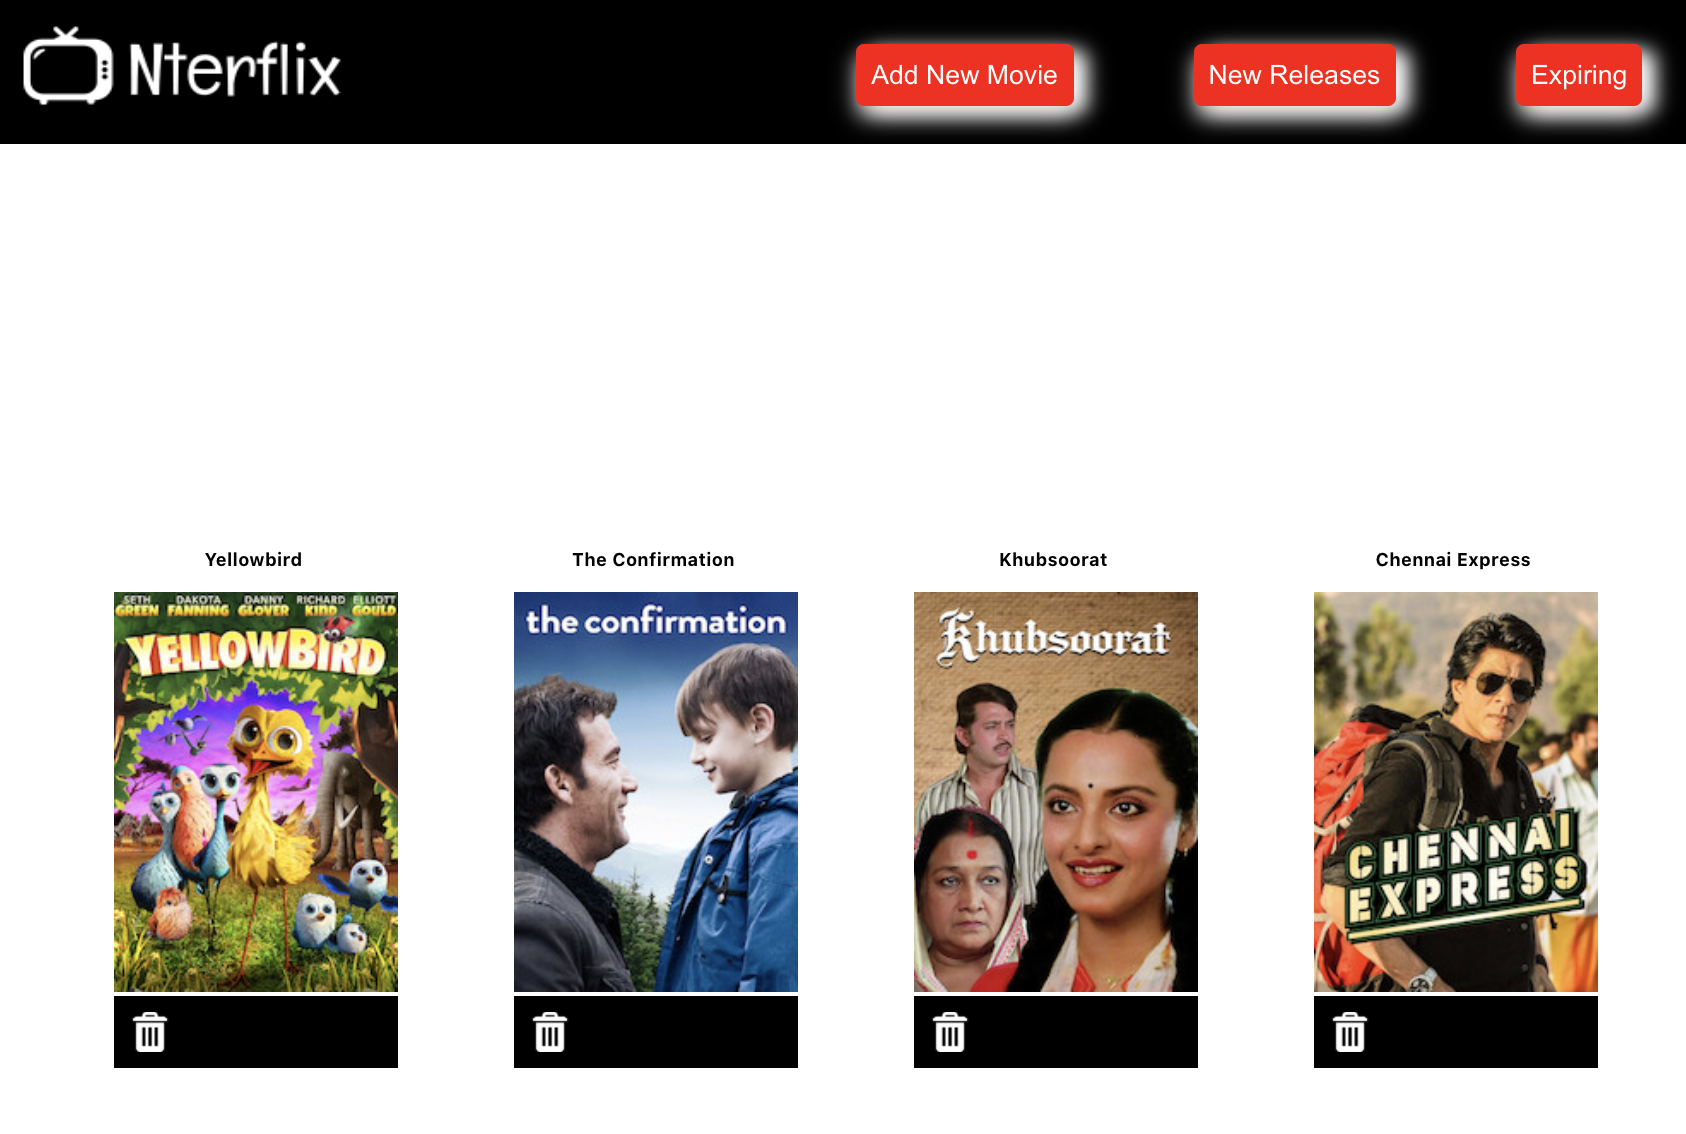 Nterflix
Add New Movie
New Releases
Expiring
Yellowbird
The Confirmation
Khubsoorat
Chennai Express
SETH GREEN
DAKOTA FANNING
DANNY GLOVER
RICHARD KIND
ELLIOTT GOULD
YELLOWBIRD
the confirmation
Khubsoorat
CHENNAI
EXPRESS